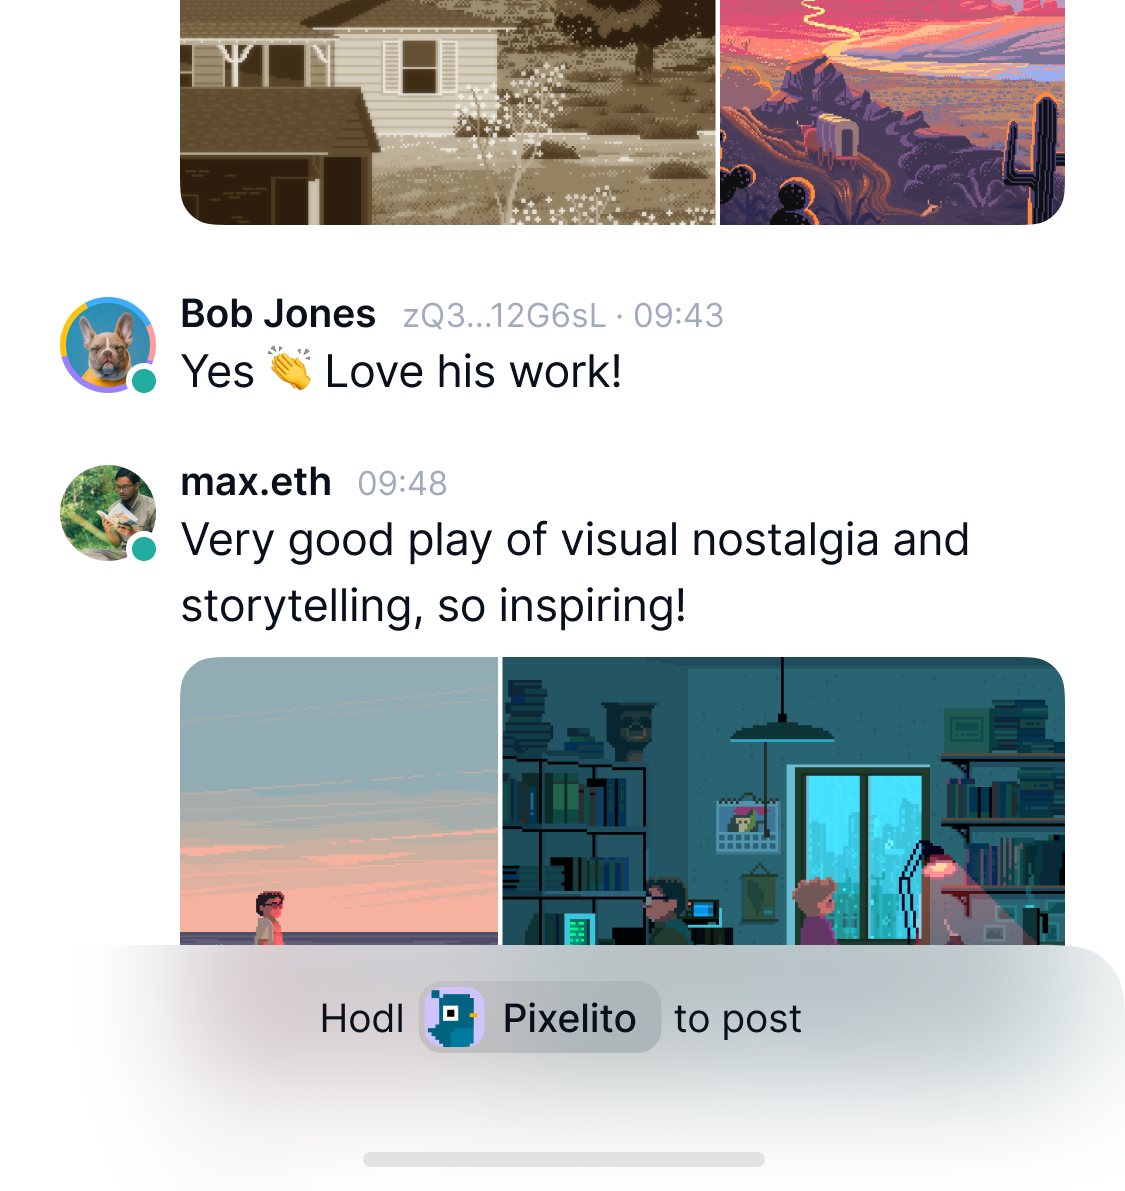 Bob Jones zQ3...12G6sL · 09:43
Yes 👏 Love his work!
max.eth 09:48
Very good play of visual nostalgia and
storytelling, so inspiring!
Hodl Pixelito to post